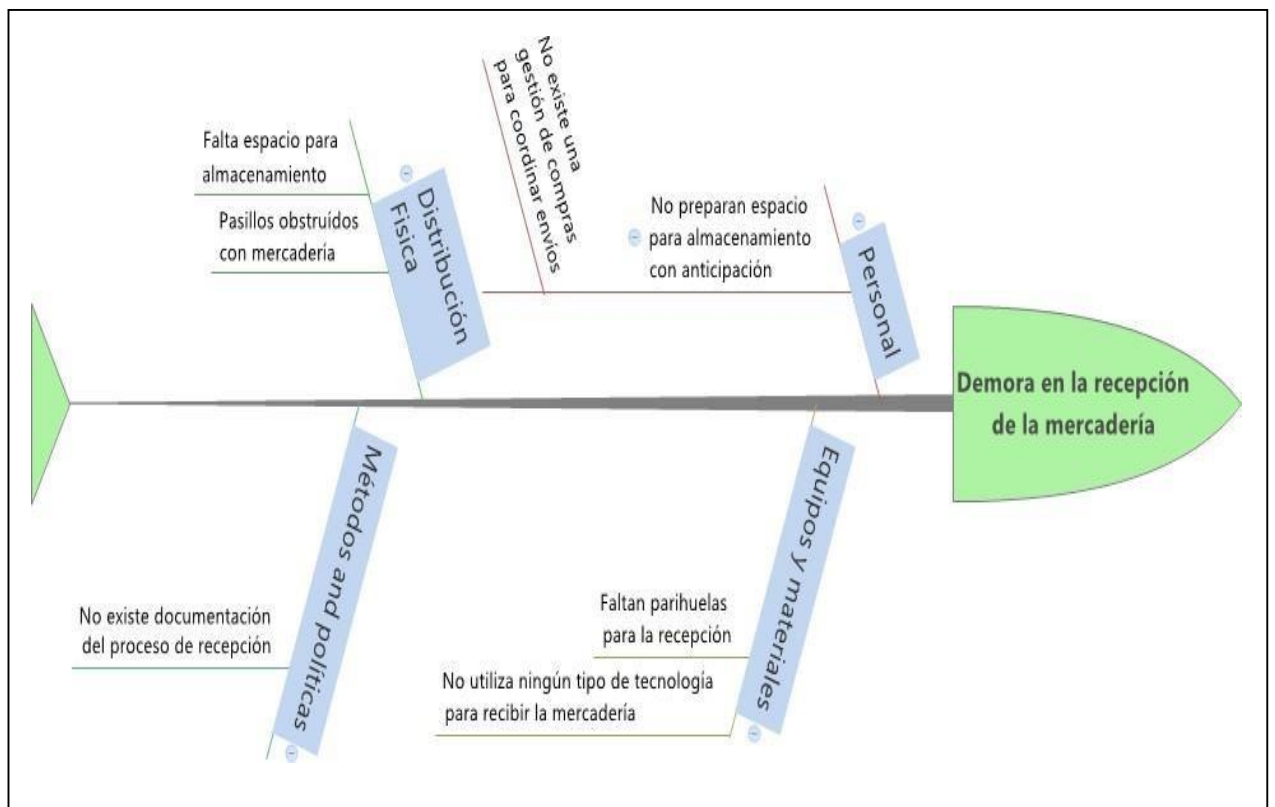 No existe una
gestión de compras
para coordinar envíos
Falta espacio para
almacenamiento
Pasillos obstruídos
con mercadería
Distribución
Fisica
No preparan espacio
para almacenamiento
con anticipación
Personal
Demora en la recepción
de la mercadería
Métodos and políticas
No existe documentación
del proceso de recepción
Equipos y materiales
Faltan parihuelas
para la recepción
No utiliza ningún tipo de tecnología
para recibir la mercadería